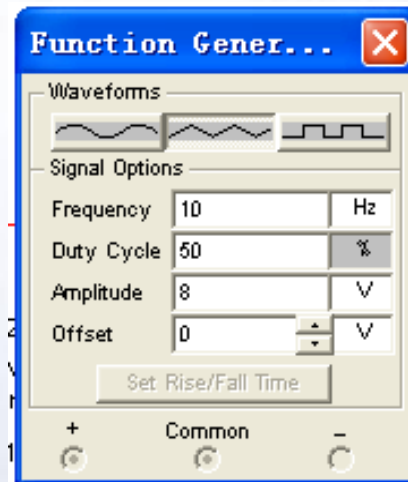 Function Gener...
Waveforms
Signal Options
Frequency 10 Hz
Duty Cycle 50 %
Amplitude 8 V
Offset 0 V
Set Rise/Fall Time
+ Common −